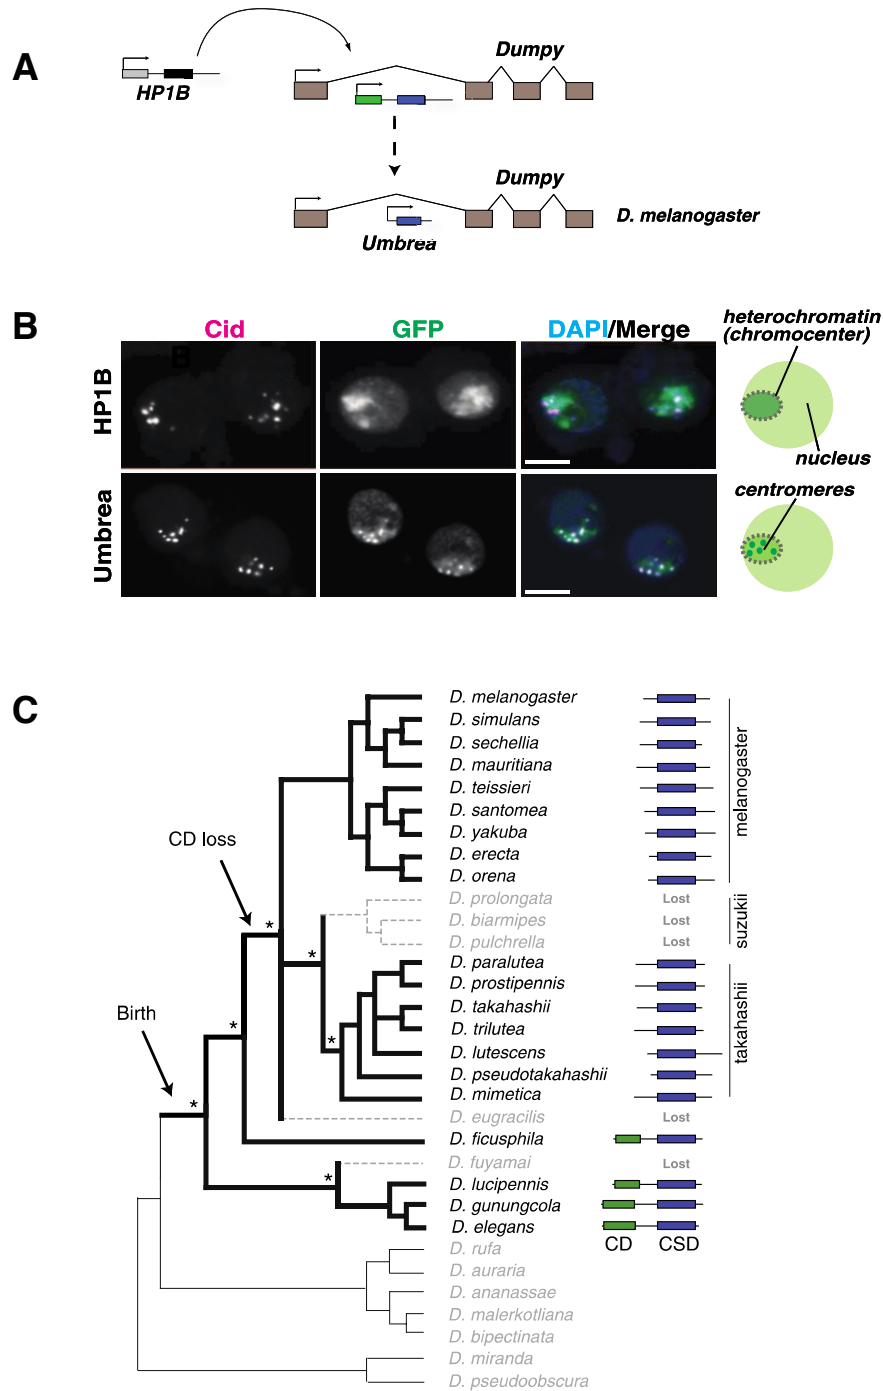 A
HP1B
Dumpy
Dumpy
D. melanogaster
Umbrea
B
Cid
GFP
DAPI/Merge
heterochromatin
(chromocenter)
B
HP1B
nucleus
centromeres
Umbrea
C
D. melanogaster
D. simulans
D. sechellia
D. mauritiana
D. teissieri
D. santomea
D. yakuba
D. erecta
D. orena
melanogaster
CD loss
*
D. prolongata Lost
D. biarmipes Lost
D. pulchrella Lost
suzukii
*
D. paralutea
D. prostipennis
D. takahashii
D. trilutea
D. lutescens
D. pseudotakahashii
D. mimetica
takahashii
Birth
*
*
*
D. eugracilis Lost
D. ficusphila
D. fuyamai Lost
*
D. lucipennis
D. gunungcola
D. elegans
CD CSD
D. rufa
D. auraria
D. ananassae
D. malerkotliana
D. bipectinata
D. miranda
D. pseudoobscura